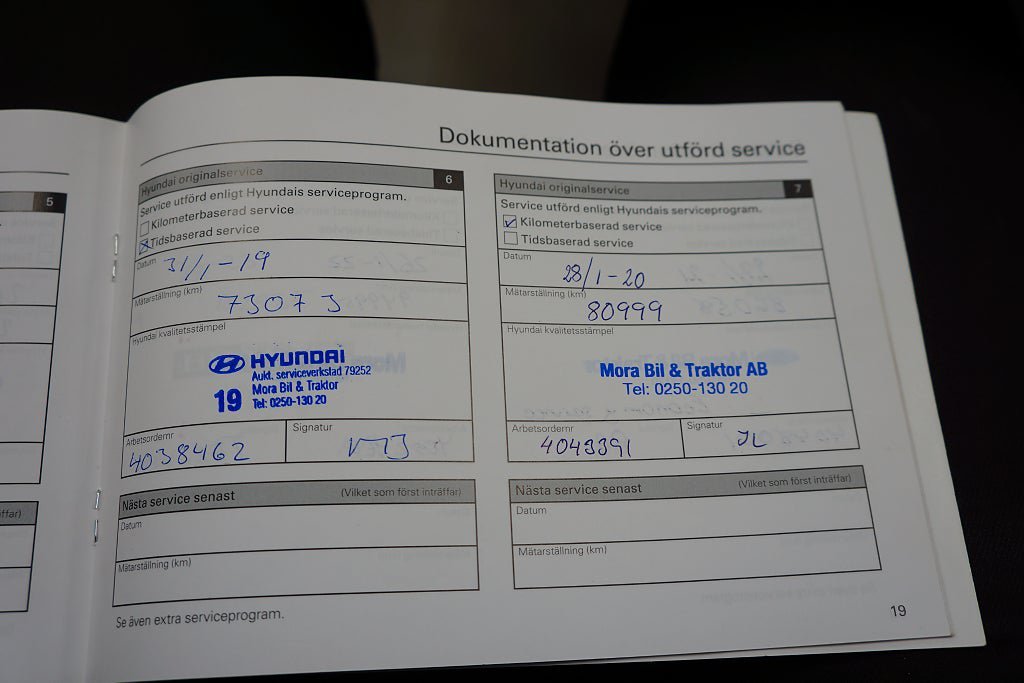 Dokumentation över utförd service
5
ffar)
Hyundai originalservice 6
Service utförd enligt Hyundais serviceprogram.
Kilometerbaserad service
Tidsbaserad service
Datum
31/1-19
Mätarställning (km)
73073
Hyundai kvalitetsstämpel
HYUNDAI
Aukt. serviceverkstad 79252
Mora Bil & Traktor
19 Tel: 0250-130 20
Arbetsordernr
4038462
Signatur
Nästa service senast (Vilket som först inträffar)
Datum
Mätarställning (km)
Se även extra serviceprogram.
Hyundai originalservice 7
Service utförd enligt Hyundais serviceprogram.
Kilometerbaserad service
Tidsbaserad service
Datum
28/1-20
Mätarställning (km)
80999
Hyundai kvalitetsstämpel
Mora Bil & Traktor AB
Tel: 0250-130 20
Arbetsordernr
4043391
Signatur
JL
Nästa service senast (Vilket som först inträffar)
Datum
Mätarställning (km)
19